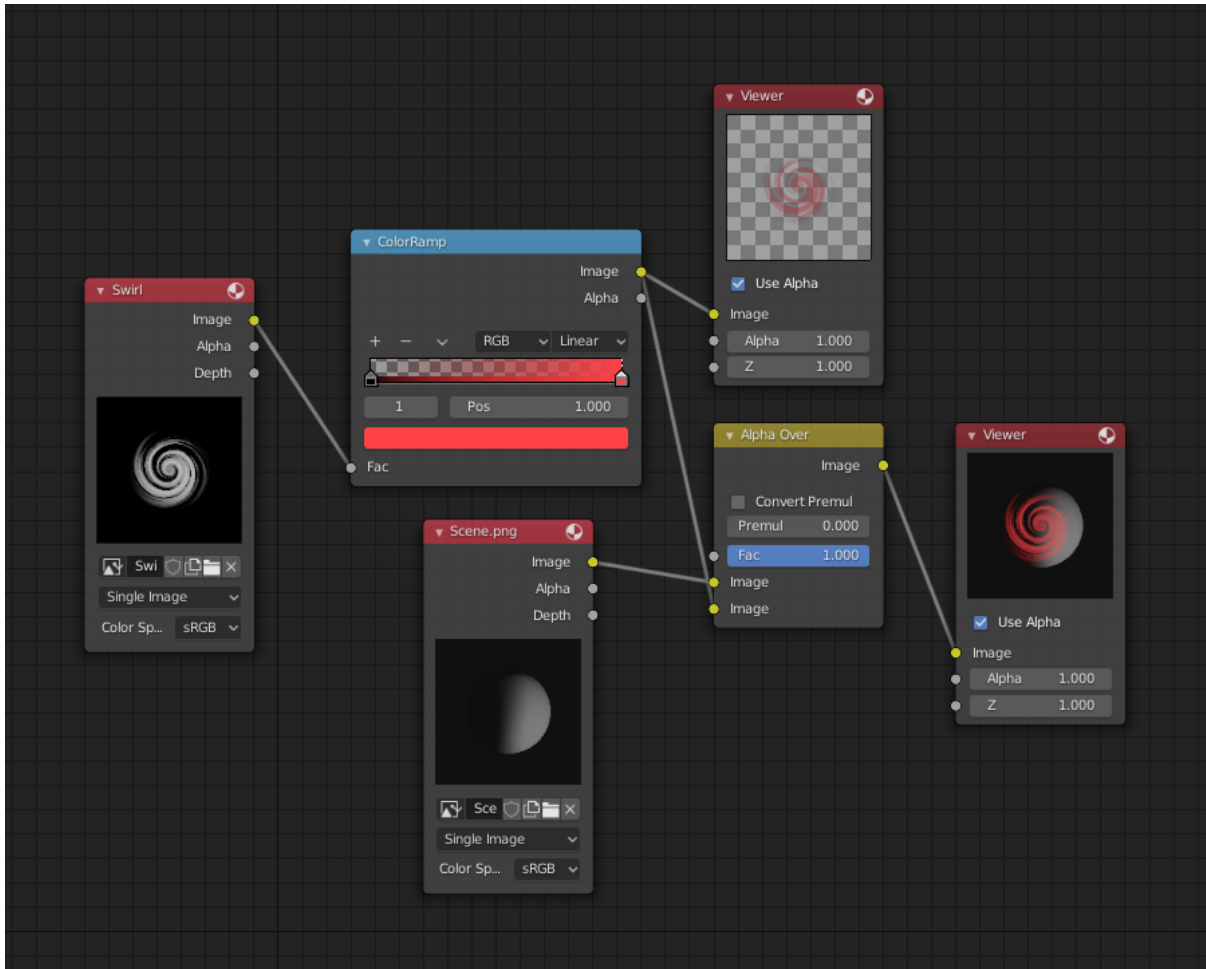 Swirl
Image
Alpha
Depth
Swi
Single Image
Color Sp... sRGB
ColorRamp
Image
Alpha
RGB Linear
1 Pos 1.000
Fac
Scene.png
Image
Alpha
Depth
Sce
Single Image
Color Sp... sRGB
Viewer
Use Alpha
Image
Alpha 1.000
Z 1.000
Alpha Over
Image
Convert Premul
Premul 0.000
Fac 1.000
Image
Image
Viewer
Use Alpha
Image
Alpha 1.000
Z 1.000